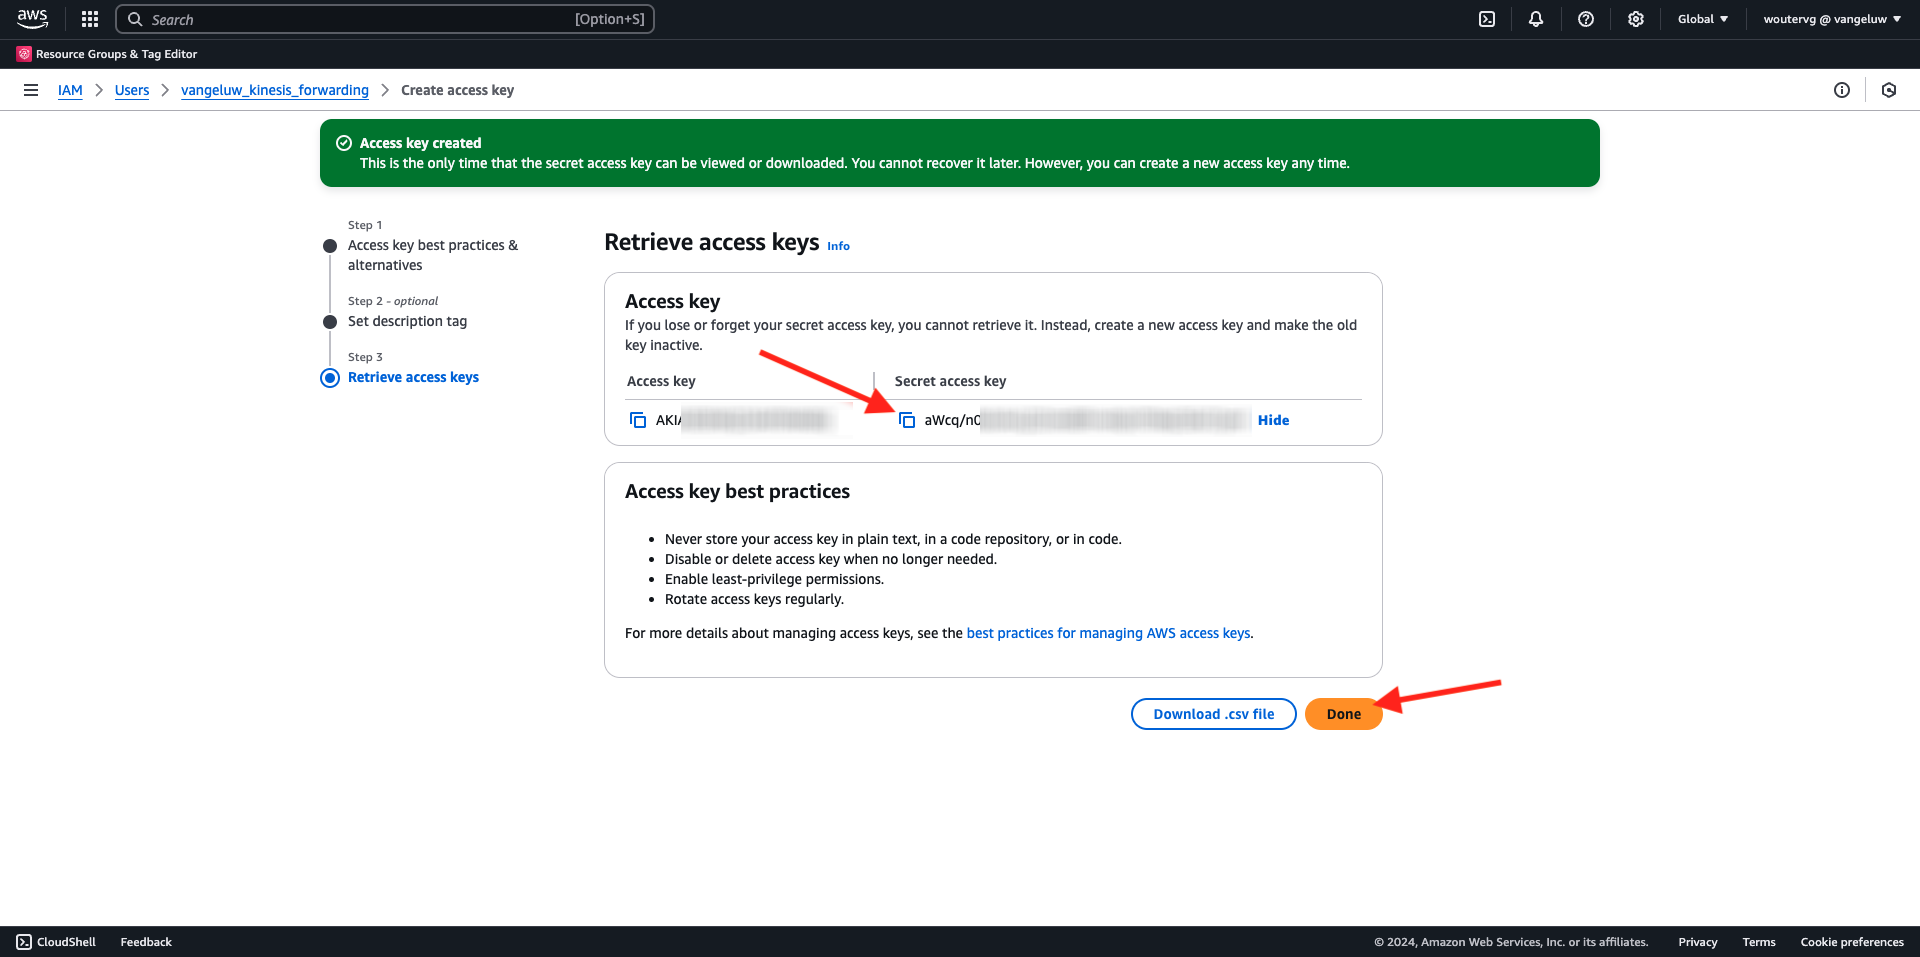 aws
Search
[Option+S]
Global
woutervg @ vangeluw
Resource Groups & Tag Editor
IAM
Users
vangeluw_kinesis_forwarding
Create access key
Access key created
This is the only time that the secret access key can be viewed or downloaded. You cannot recover it later. However, you can create a new access key any time.
Step 1
Access key best practices &
alternatives
Step 2 - optional
Set description tag
Step 3
Retrieve access keys
Retrieve access keys Info
Access key
If you lose or forget your secret access key, you cannot retrieve it. Instead, create a new access key and make the old
key inactive.
Access key
Secret access key
AKIA
aWcq/n0
Hide
Access key best practices
• Never store your access key in plain text, in a code repository, or in code.
• Disable or delete access key when no longer needed.
• Enable least-privilege permissions.
• Rotate access keys regularly.
For more details about managing access keys, see the best practices for managing AWS access keys.
Download .csv file
Done
CloudShell
Feedback
© 2024, Amazon Web Services, Inc. or its affiliates.
Privacy
Terms
Cookie preferences